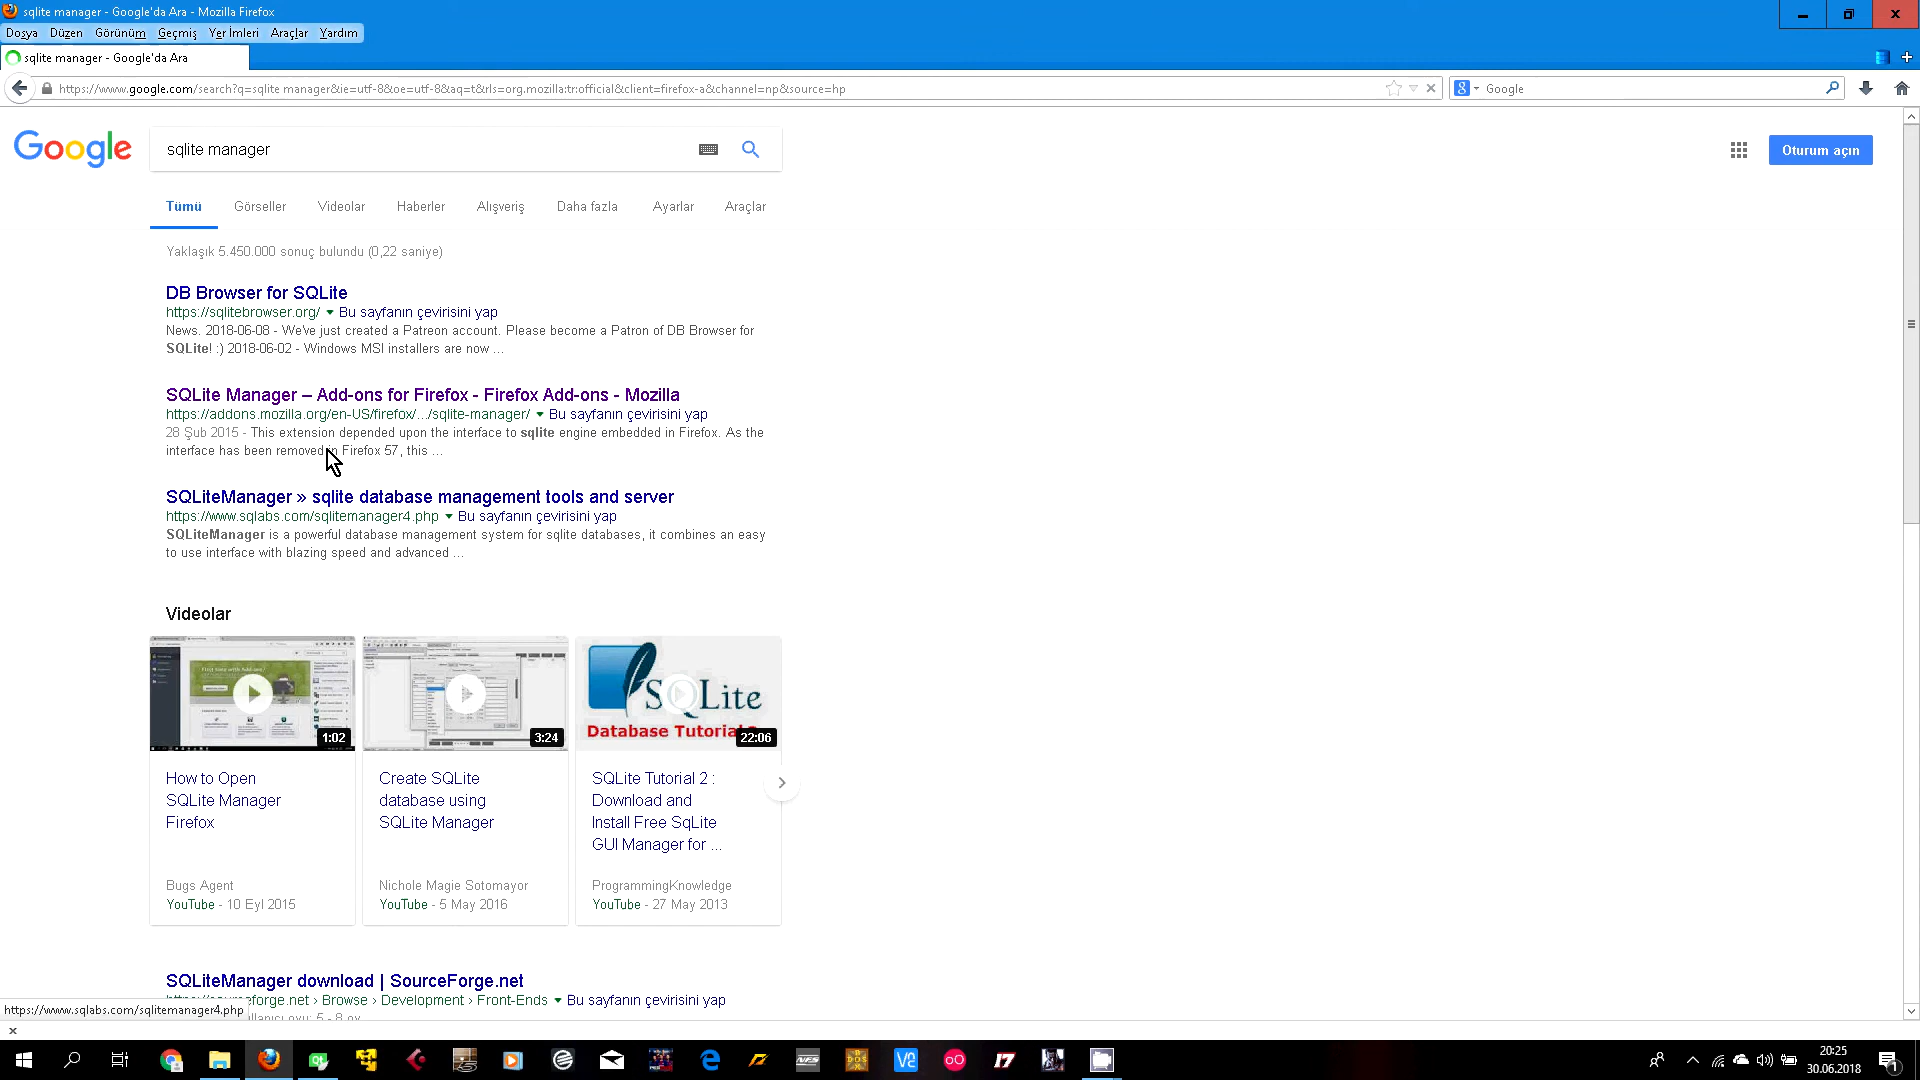 sqlite manager - Google'da Ara - Mozilla Firefox
Dosya Düzen Görünüm Geçmiş Yer İmleri Araçlar Yardım
sqlite manager - Google'da Ara
https://www.google.com/search?q=sqlite manager&ie=utf-8&oe=utf-8&aq=t&rls=org.mozilla:tr:official&client=firefox-a&channel=np&source=hp
Google
Google
sqlite manager
Oturum açın
Tümü Görseller Videolar Haberler Alışveriş Daha fazla Ayarlar Araçlar
Yaklaşık 5.450.000 sonuç bulundu (0,22 saniye)
DB Browser for SQLite
https://sqlitebrowser.org/ Bu sayfanın çevirisini yap
News. 2018-06-08 - We've just created a Patreon account. Please become a Patron of DB Browser for
SQLite! :) 2018-06-02 - Windows MSI installers are now ...
SQLite Manager – Add-ons for Firefox - Firefox Add-ons - Mozilla
https://addons.mozilla.org/en-US/firefox/.../sqlite-manager/ Bu sayfanın çevirisini yap
28 Şub 2015 - This extension depended upon the interface to sqlite engine embedded in Firefox. As the
interface has been removed in Firefox 57, this ...
SQLiteManager » sqlite database management tools and server
https://www.sqlabs.com/sqlitemanager4.php Bu sayfanın çevirisini yap
SQLiteManager is a powerful database management system for sqlite databases, it combines an easy
to use interface with blazing speed and advanced ...
Videolar
1:02
3:24
SQLite
Database Tutorial
22:06
How to Open
SQLite Manager
Firefox
Bugs Agent
YouTube - 10 Eyl 2015
Create SQLite
database using
SQLite Manager
Nichole Magie Sotomayor
YouTube - 5 May 2016
SQLite Tutorial 2 :
Download and
Install Free SqLite
GUI Manager for ...
ProgrammingKnowledge
YouTube - 27 May 2013
SQLiteManager download | SourceForge.net
Browse › Development › Front-Ends Bu sayfanın çevirisini yap
https://www.sqlabs.com/sqlitemanager4.php
20:25
30.06.2018